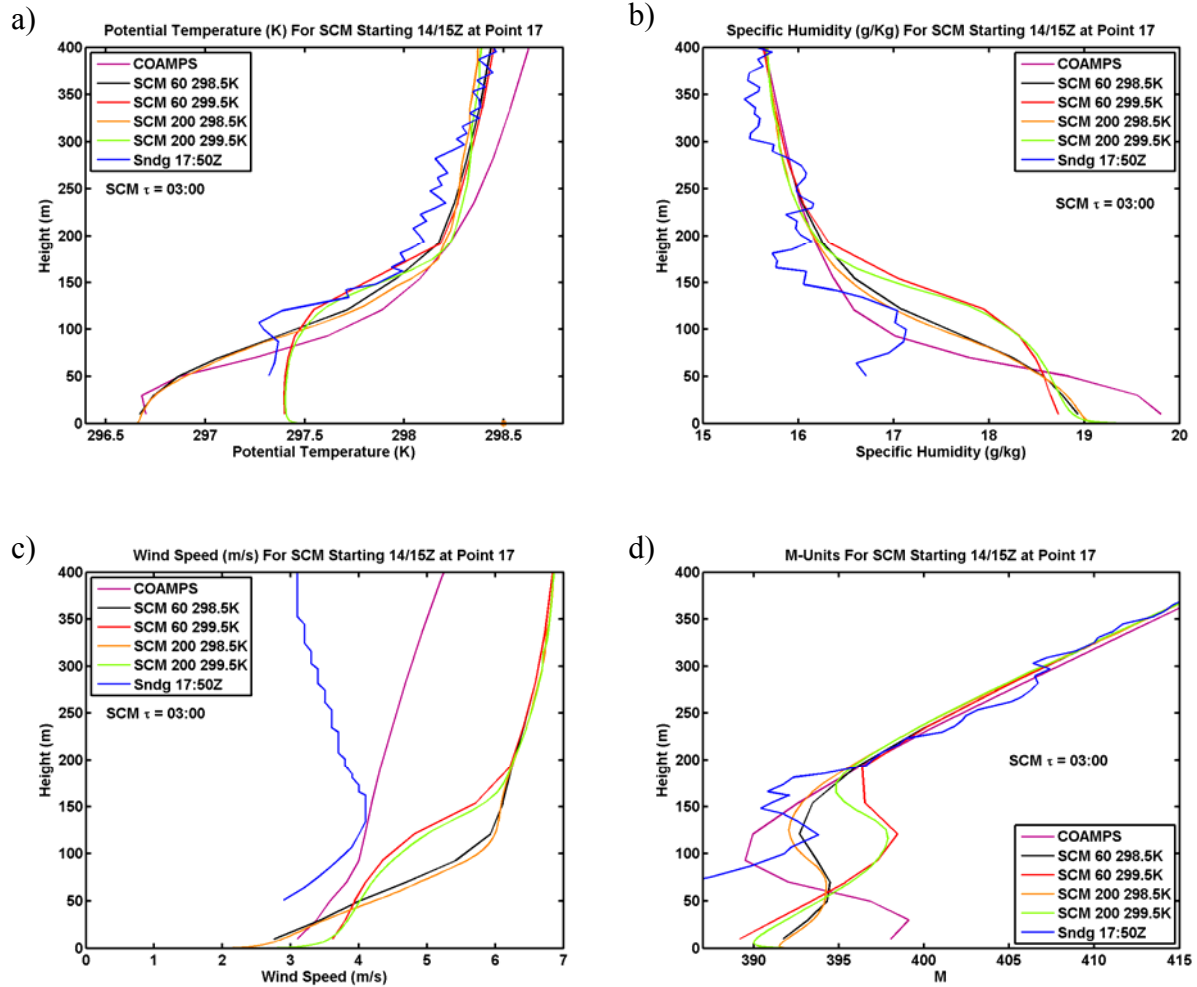 a)
Potential Temperature (K) For SCM Starting 14/15Z at Point 17
400
350
300
250
200
150
100
50
0
Height (m)
COAMPS
SCM 60 298.5K
SCM 60 299.5K
SCM 200 298.5K
SCM 200 299.5K
Sndg 17:50Z
SCM τ = 03:00
296.5
297
297.5
298
298.5
Potential Temperature (K)
b)
Specific Humidity (g/Kg) For SCM Starting 14/15Z at Point 17
400
350
300
250
200
150
100
50
0
Height (m)
COAMPS
SCM 60 298.5K
SCM 60 299.5K
SCM 200 298.5K
SCM 200 299.5K
Sndg 17:50Z
SCM τ = 03:00
15
16
17
18
19
20
Specific Humidity (g/kg)
c)
Wind Speed (m/s) For SCM Starting 14/15Z at Point 17
400
350
300
250
200
150
100
50
0
Height (m)
COAMPS
SCM 60 298.5K
SCM 60 299.5K
SCM 200 298.5K
SCM 200 299.5K
Sndg 17:50Z
SCM τ = 03:00
0
1
2
3
4
5
6
7
Wind Speed (m/s)
d)
M-Units For SCM Starting 14/15Z at Point 17
400
350
300
250
200
150
100
50
0
Height (m)
SCM τ = 03:00
COAMPS
SCM 60 298.5K
SCM 60 299.5K
SCM 200 298.5K
SCM 200 299.5K
Sndg 17:50Z
390
395
400
405
410
415
M